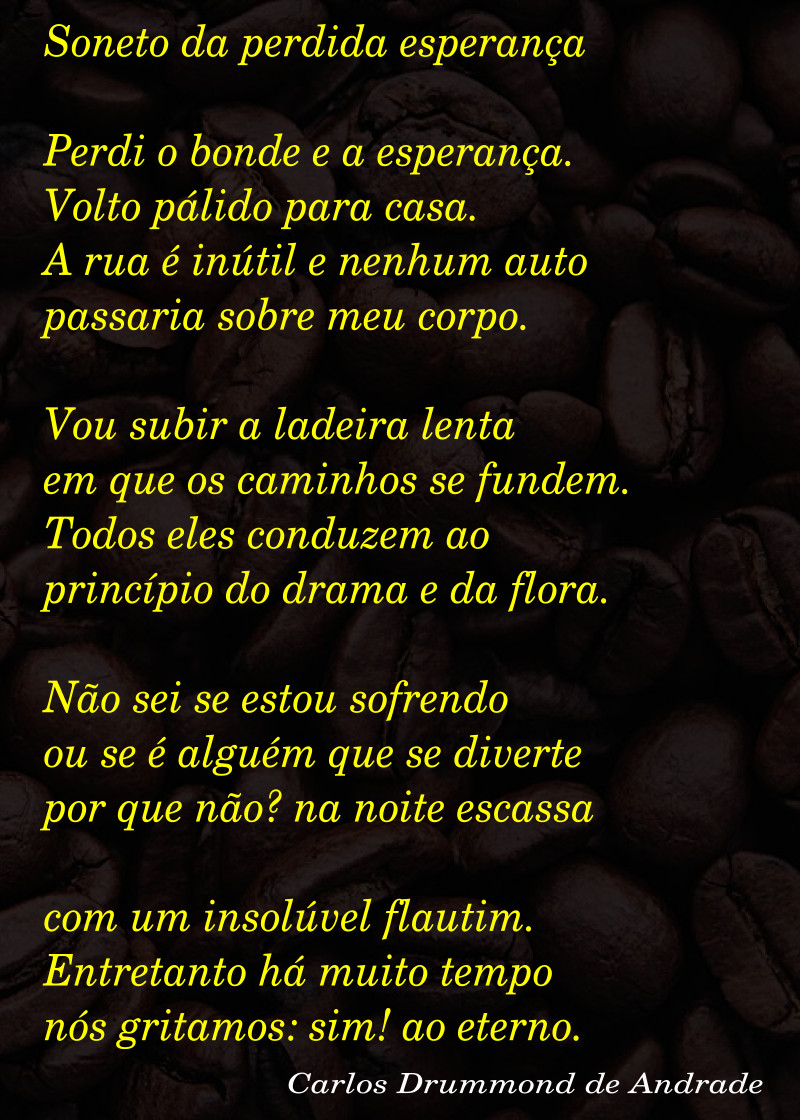 Soneto da perdida esperança
Perdi o bonde e a esperança.
Volto pálido para casa.
A rua é inútil e nenhum auto
passaria sobre meu corpo.
Vou subir a ladeira lenta
em que os caminhos se fundem.
Todos eles conduzem ao
princípio do drama e da flora.
Não sei se estou sofrendo
ou se é alguém que se diverte
por que não? na noite escassa
com um insolúvel flautim.
Entretanto há muito tempo
nós gritamos: sim! ao eterno.
Carlos Drummond de Andrade